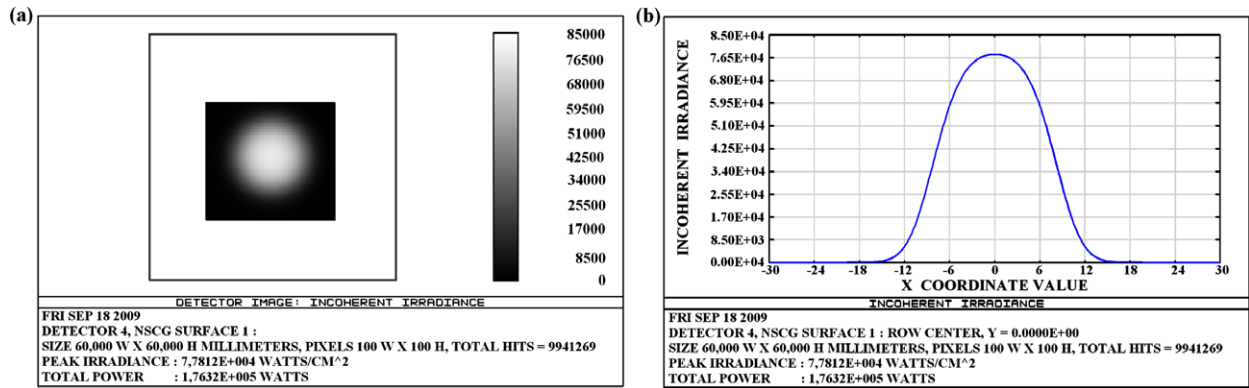 (a)
85000
76500
68000
59500
51000
42500
34000
25500
17000
8500
0
DETECTOR IMAGE: INCOHERENT IRRADIANCE
FRI SEP 18 2009
DETECTOR 4, NSCG SURFACE 1 :
SIZE 60,000 W X 60,000 H MILLIMETERS, PIXELS 100 W X 100 H, TOTAL HITS = 9941269
PEAK IRRADIANCE : 7,7812E+004 WATTS/CM^2
TOTAL POWER : 1,7632E+005 WATTS
(b)
INCOHERENT IRRADIANCE
8.50E+04
7.65E+04
6.80E+04
5.95E+04
5.10E+04
4.25E+04
3.40E+04
2.55E+04
1.70E+04
8.50E+03
0.00E+04
-30 -24 -18 -12 -6 0 6 12 18 24 30
X COORDINATE VALUE
INCOHERENT IRRADIANCE
FRI SEP 18 2009
DETECTOR 4, NSCG SURFACE 1 : ROW CENTER, Y = 0.0000E+00
SIZE 60,000 W X 60,000 H MILLIMETERS, PIXELS 100 W X 100 H, TOTAL HITS = 9941269
PEAK IRRADIANCE : 7,7812E+004 WATTS/CM^2
TOTAL POWER : 1,7632E+005 WATTS